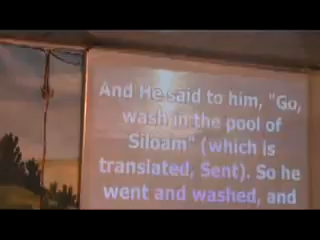 And He said to him, "Go,
wash in the pool of
Siloam" (which is
translated, Sent). So he
went and washed, and